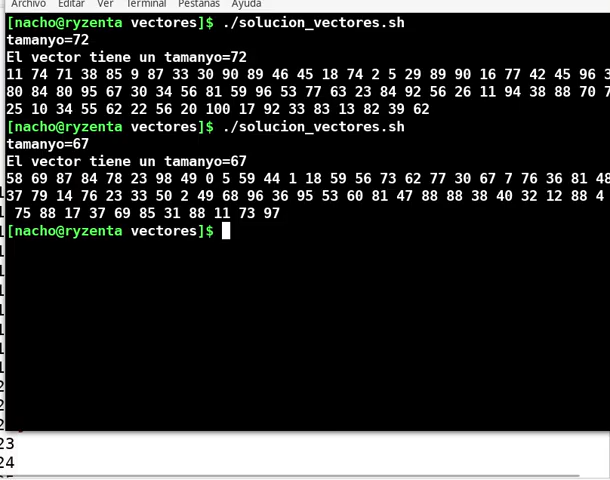 Archivo Editar Ver Terminal Pestañas Ayuda
[nacho@ryzenta vectores]$ ./solucion_vectores.sh
tamanyo=72
El vector tiene un tamanyo=72
11 74 71 38 85 9 87 33 30 90 89 46 45 18 74 2 5 29 89 90 16 77 42 45 96 3
80 84 80 95 67 30 34 56 81 59 96 53 77 63 23 84 92 56 26 11 94 38 88 70 7
25 10 34 55 62 22 56 20 100 17 92 33 83 13 82 39 62
[nacho@ryzenta vectores]$ ./solucion_vectores.sh
tamanyo=67
El vector tiene un tamanyo=67
58 69 87 84 78 23 98 49 0 5 59 44 1 18 59 56 73 62 77 30 67 7 76 36 81 48
37 79 14 76 23 33 50 2 49 68 96 36 95 53 60 81 47 88 88 38 40 32 12 88 4
75 88 17 37 69 85 31 88 11 73 97
[nacho@ryzenta vectores]$
23
24